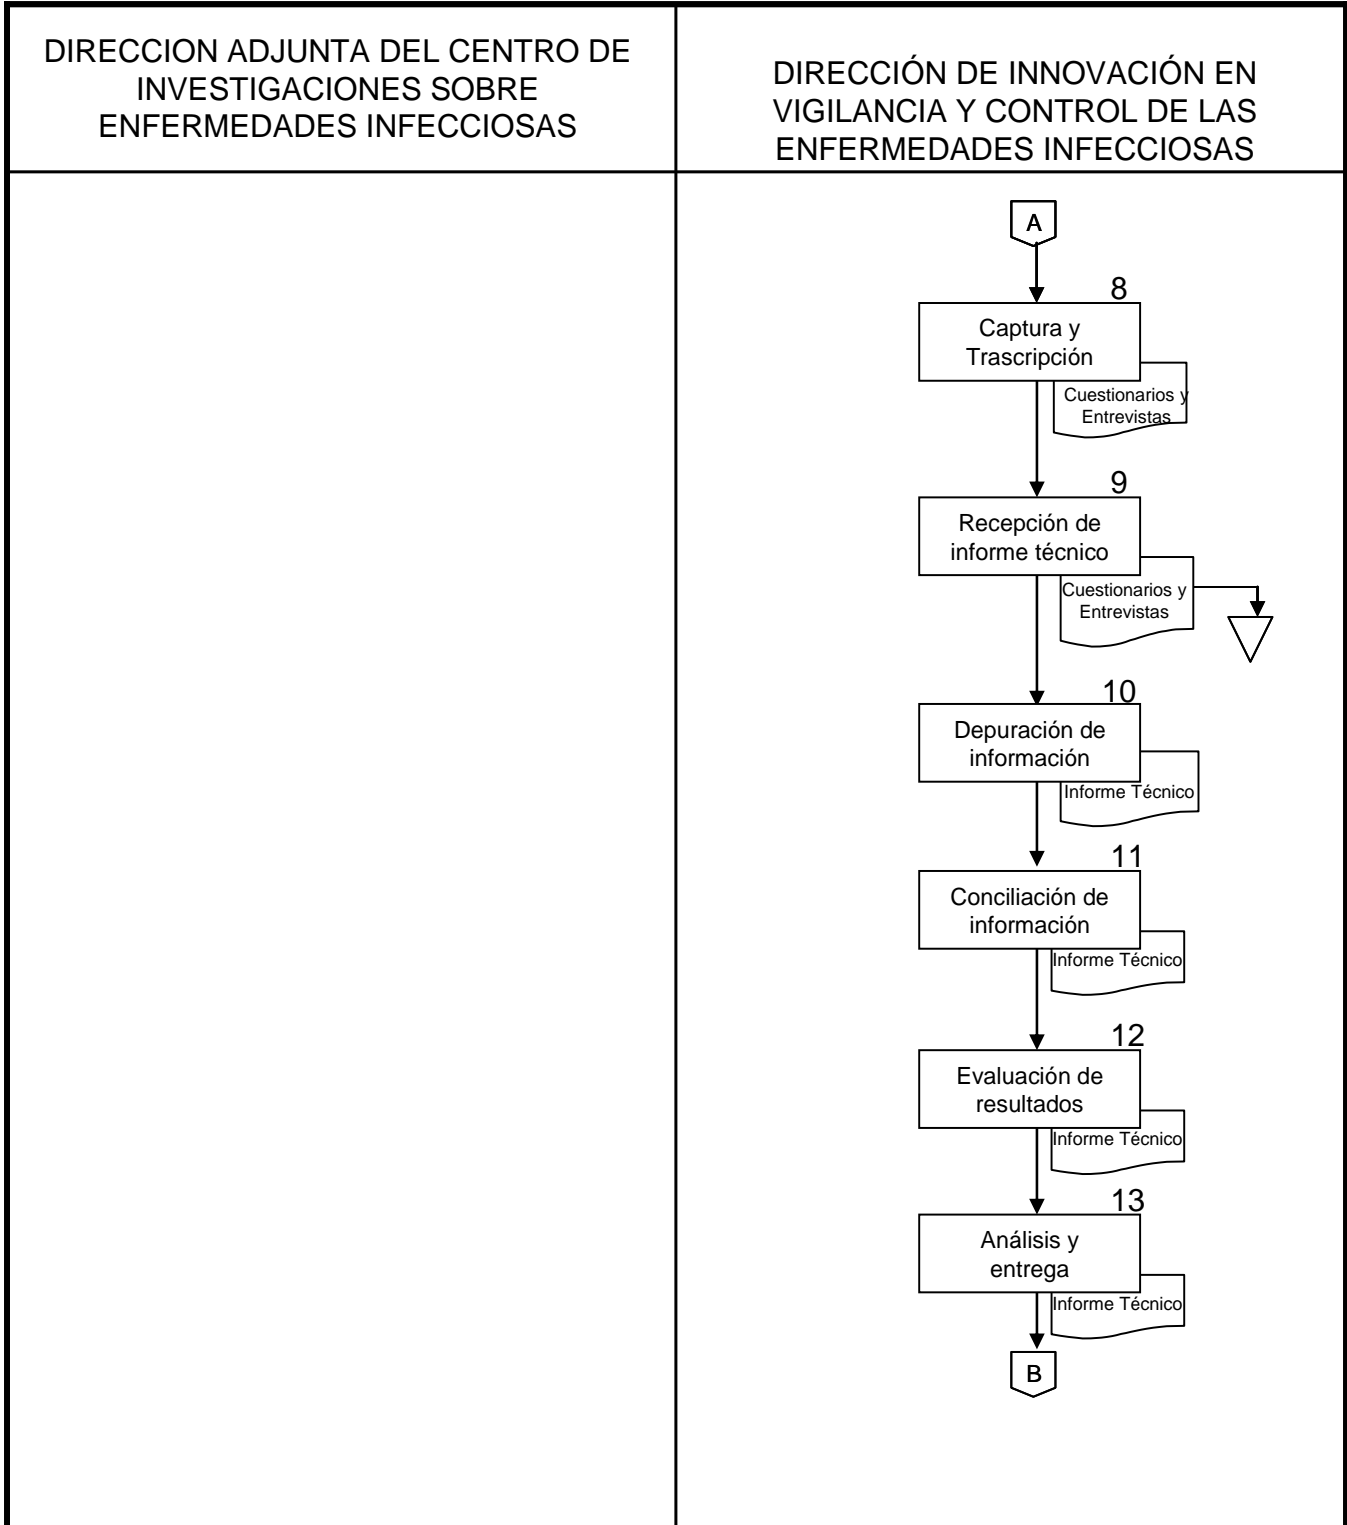 DIRECCION ADJUNTA DEL CENTRO DE
INVESTIGACIONES SOBRE
ENFERMEDADES INFECCIOSAS
DIRECCIÓN DE INNOVACIÓN EN
VIGILANCIA Y CONTROL DE LAS
ENFERMEDADES INFECCIOSAS
A
8
Captura y
Trascripción
Cuestionarios y
Entrevistas
9
Recepción de
informe técnico
Cuestionarios y
Entrevistas
10
Depuración de
información
Informe Técnico
11
Conciliación de
información
Informe Técnico
12
Evaluación de
resultados
Informe Técnico
13
Análisis y
entrega
Informe Técnico
B